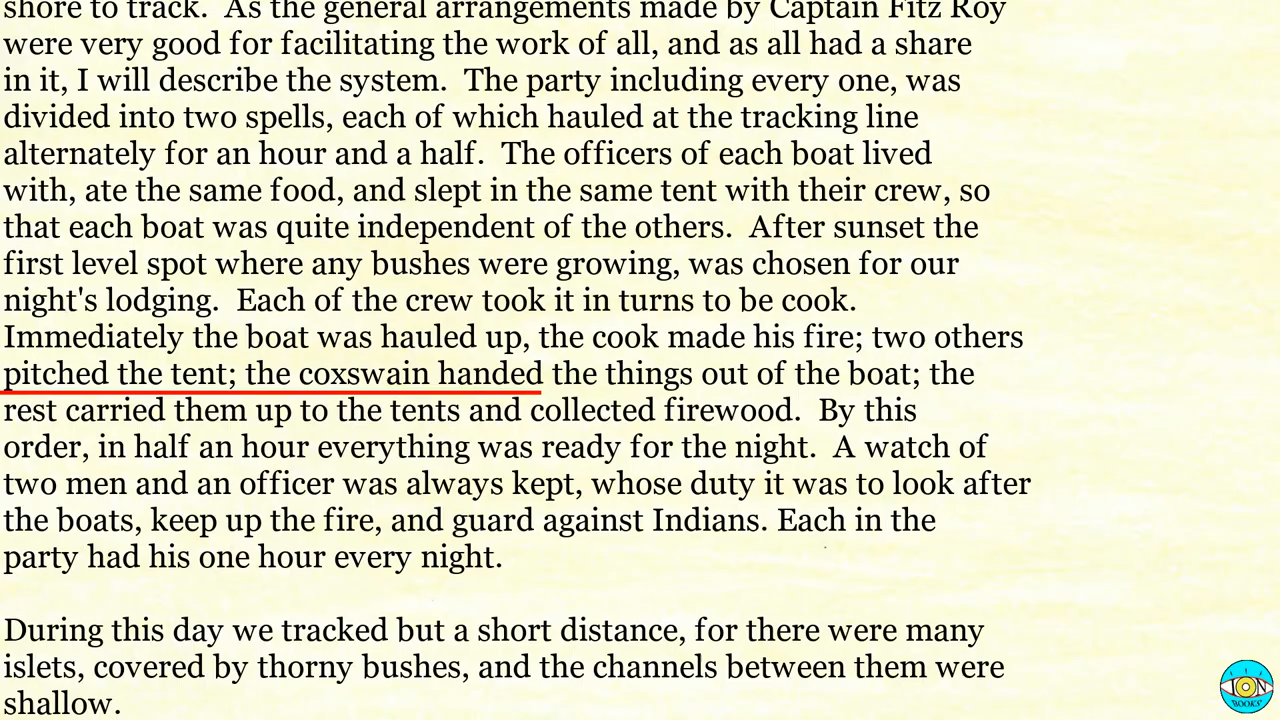 shore to track.  As the general arrangements made by Captain Fitz Roy
were very good for facilitating the work of all, and as all had a share
in it, I will describe the system.  The party including every one, was
divided into two spells, each of which hauled at the tracking line
alternately for an hour and a half.  The officers of each boat lived
with, ate the same food, and slept in the same tent with their crew, so
that each boat was quite independent of the others.  After sunset the
first level spot where any bushes were growing, was chosen for our
night's lodging.  Each of the crew took it in turns to be cook.
Immediately the boat was hauled up, the cook made his fire; two others
pitched the tent; the coxswain handed the things out of the boat; the
rest carried them up to the tents and collected firewood.  By this
order, in half an hour everything was ready for the night.  A watch of
two men and an officer was always kept, whose duty it was to look after
the boats, keep up the fire, and guard against Indians. Each in the
party had his one hour every night.
During this day we tracked but a short distance, for there were many
islets, covered by thorny bushes, and the channels between them were
shallow.
ION
BOOKS